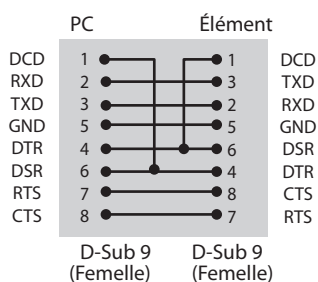 PC Élément
DCD 1 1 DCD
RXD 2 3 TXD
TXD 3 2 RXD
GND 5 5 GND
DTR 4 6 DSR
DSR 6 4 DTR
RTS 7 8 CTS
CTS 8 7 RTS
D-Sub 9 D-Sub 9
(Femelle) (Femelle)